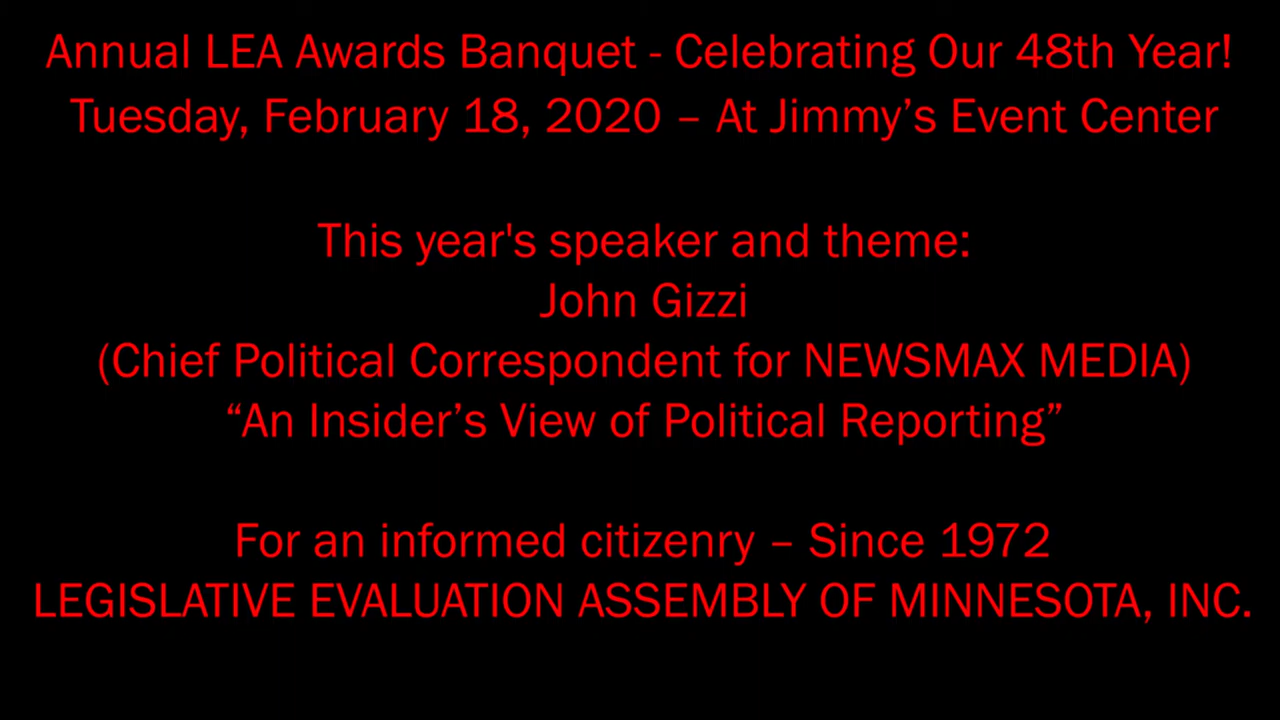 Annual LEA Awards Banquet - Celebrating Our 48th Year!
Tuesday, February 18, 2020 – At Jimmy’s Event Center
This year's speaker and theme:
John Gizzi
(Chief Political Correspondent for NEWSMAX MEDIA)
“An Insider’s View of Political Reporting”
For an informed citizenry – Since 1972
LEGISLATIVE EVALUATION ASSEMBLY OF MINNESOTA, INC.